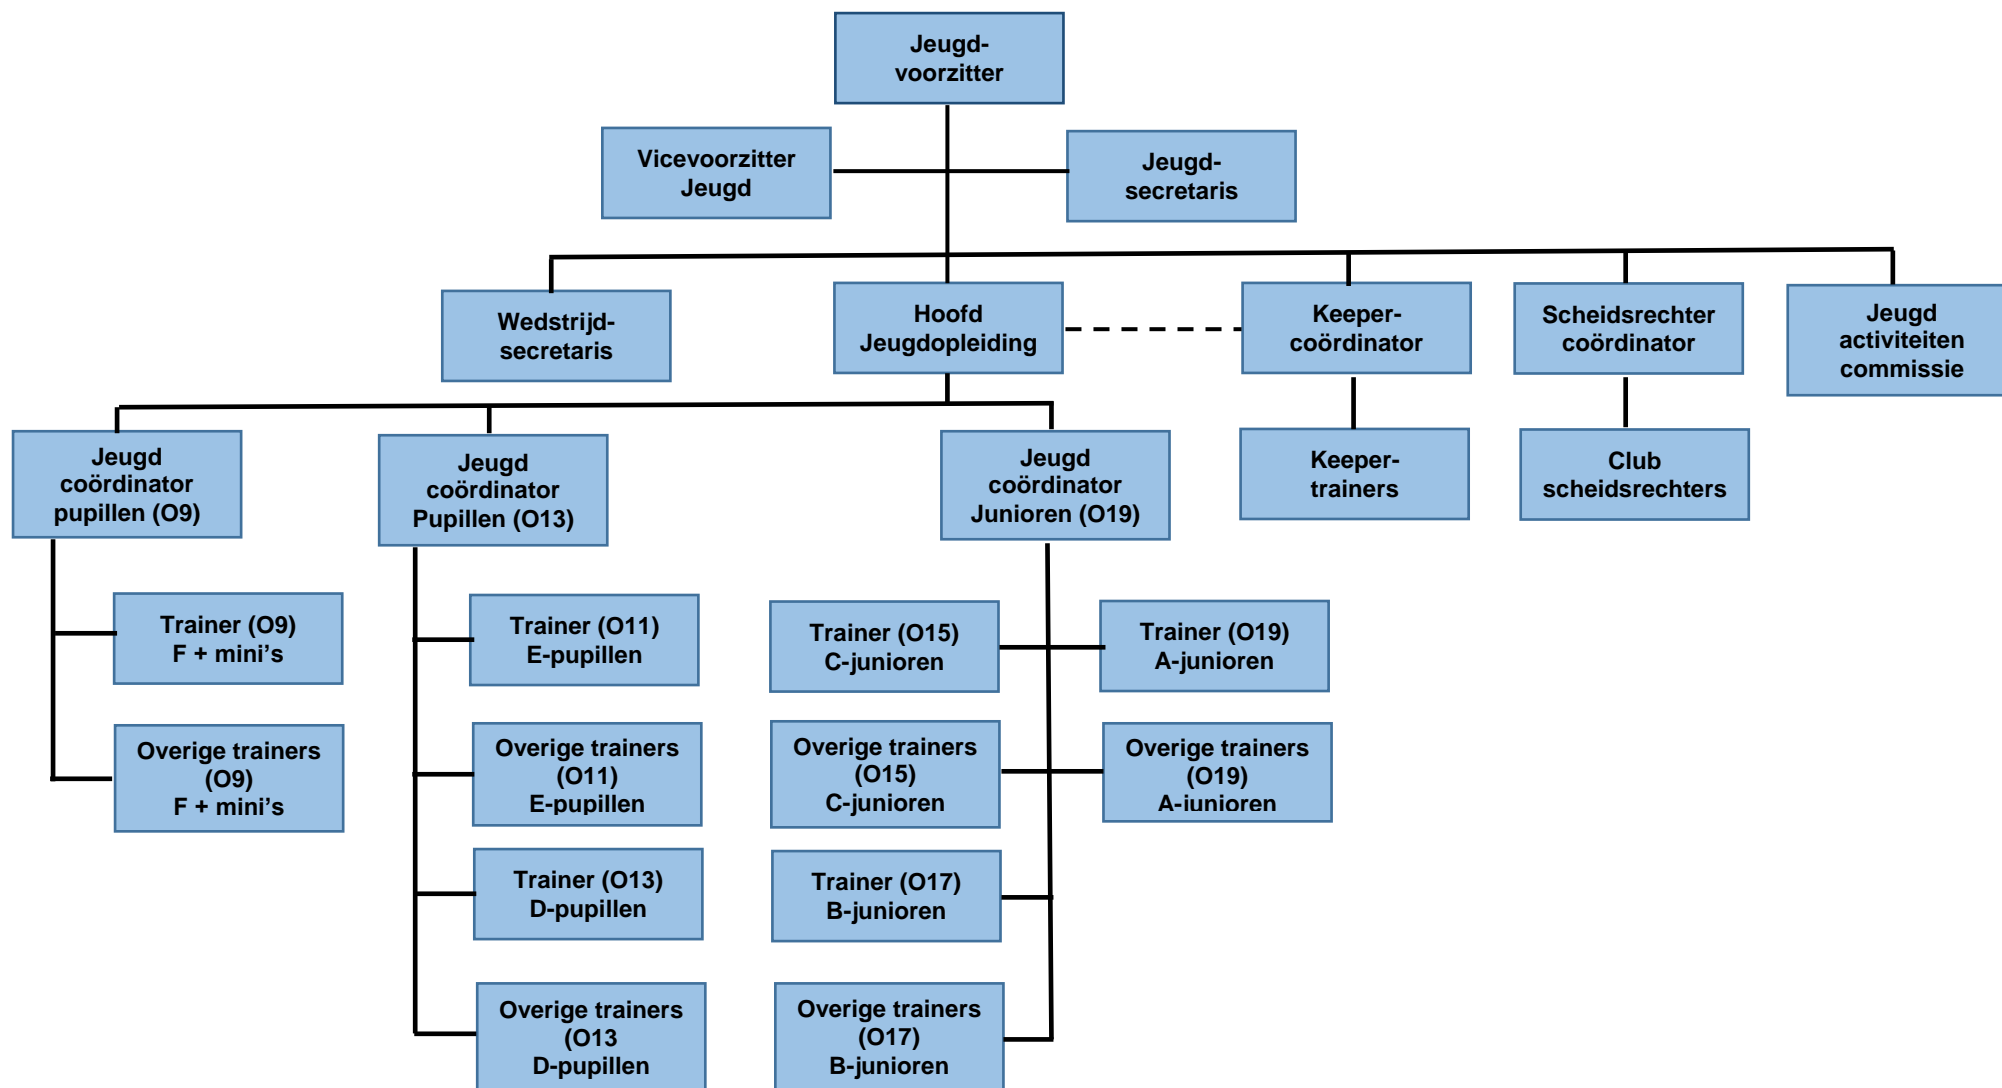 Jeugd-
voorzitter
Vicevoorzitter
Jeugd
Jeugd-
secretaris
Wedstrijd-
secretaris
Hoofd
Jeugdopleiding
Keeper-
coördinator
Scheidsrechter
coördinator
Jeugd
activiteiten
commissie
Jeugd
coördinator
pupillen (O9)
Jeugd
coördinator
Pupillen (O13)
Jeugd
coördinator
Junioren (O19)
Keeper-
trainers
Club
scheidsrechters
Trainer (O9)
F + mini’s
Trainer (O11)
E-pupillen
Trainer (O15)
C-junioren
Trainer (O19)
A-junioren
Overige trainers
(O9)
F + mini’s
Overige trainers
(O11)
E-pupillen
Overige trainers
(O15)
C-junioren
Overige trainers
(O19)
A-junioren
Trainer (O13)
D-pupillen
Trainer (O17)
B-junioren
Overige trainers
(O13
D-pupillen
Overige trainers
(O17)
B-junioren